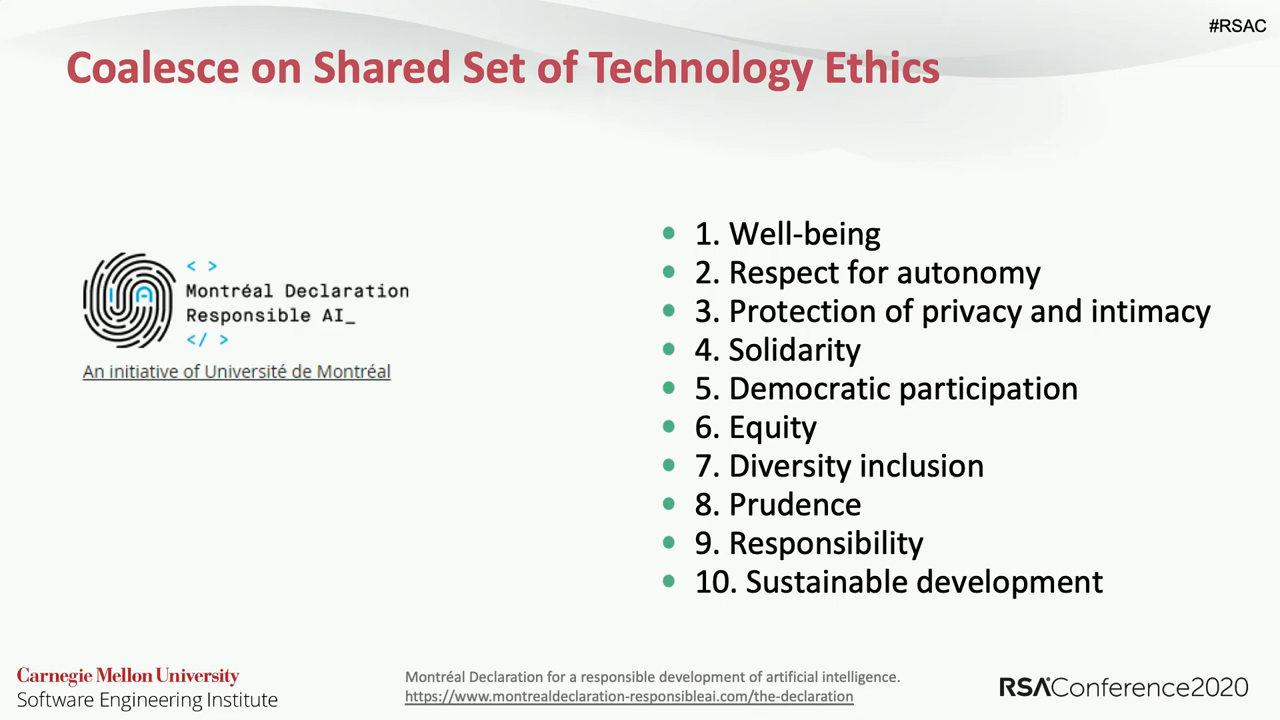 #RSAC
Coalesce on Shared Set of Technology Ethics
< >
Montréal Declaration
Responsible AI_
</ >
An initiative of Université de Montréal
• 1. Well-being
• 2. Respect for autonomy
• 3. Protection of privacy and intimacy
• 4. Solidarity
• 5. Democratic participation
• 6. Equity
• 7. Diversity inclusion
• 8. Prudence
• 9. Responsibility
• 10. Sustainable development
Carnegie Mellon University
Software Engineering Institute
Montréal Declaration for a responsible development of artificial intelligence.
https://www.montrealdeclaration-responsibleai.com/the-declaration
RSAConference2020